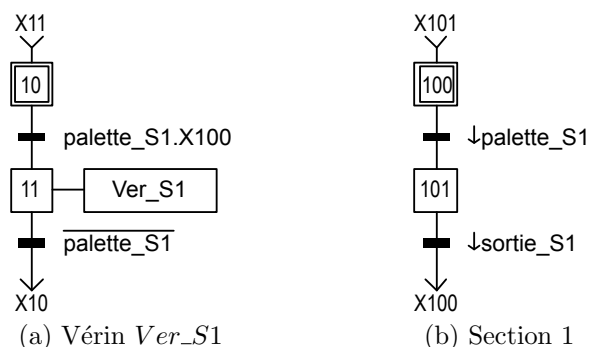 X11
10
palette_S1.X100
11
Ver_S1
palette_S1
X10
(a) Vérin Ver_S1
X101
100
↓palette_S1
101
↓sortie_S1
X100
(b) Section 1